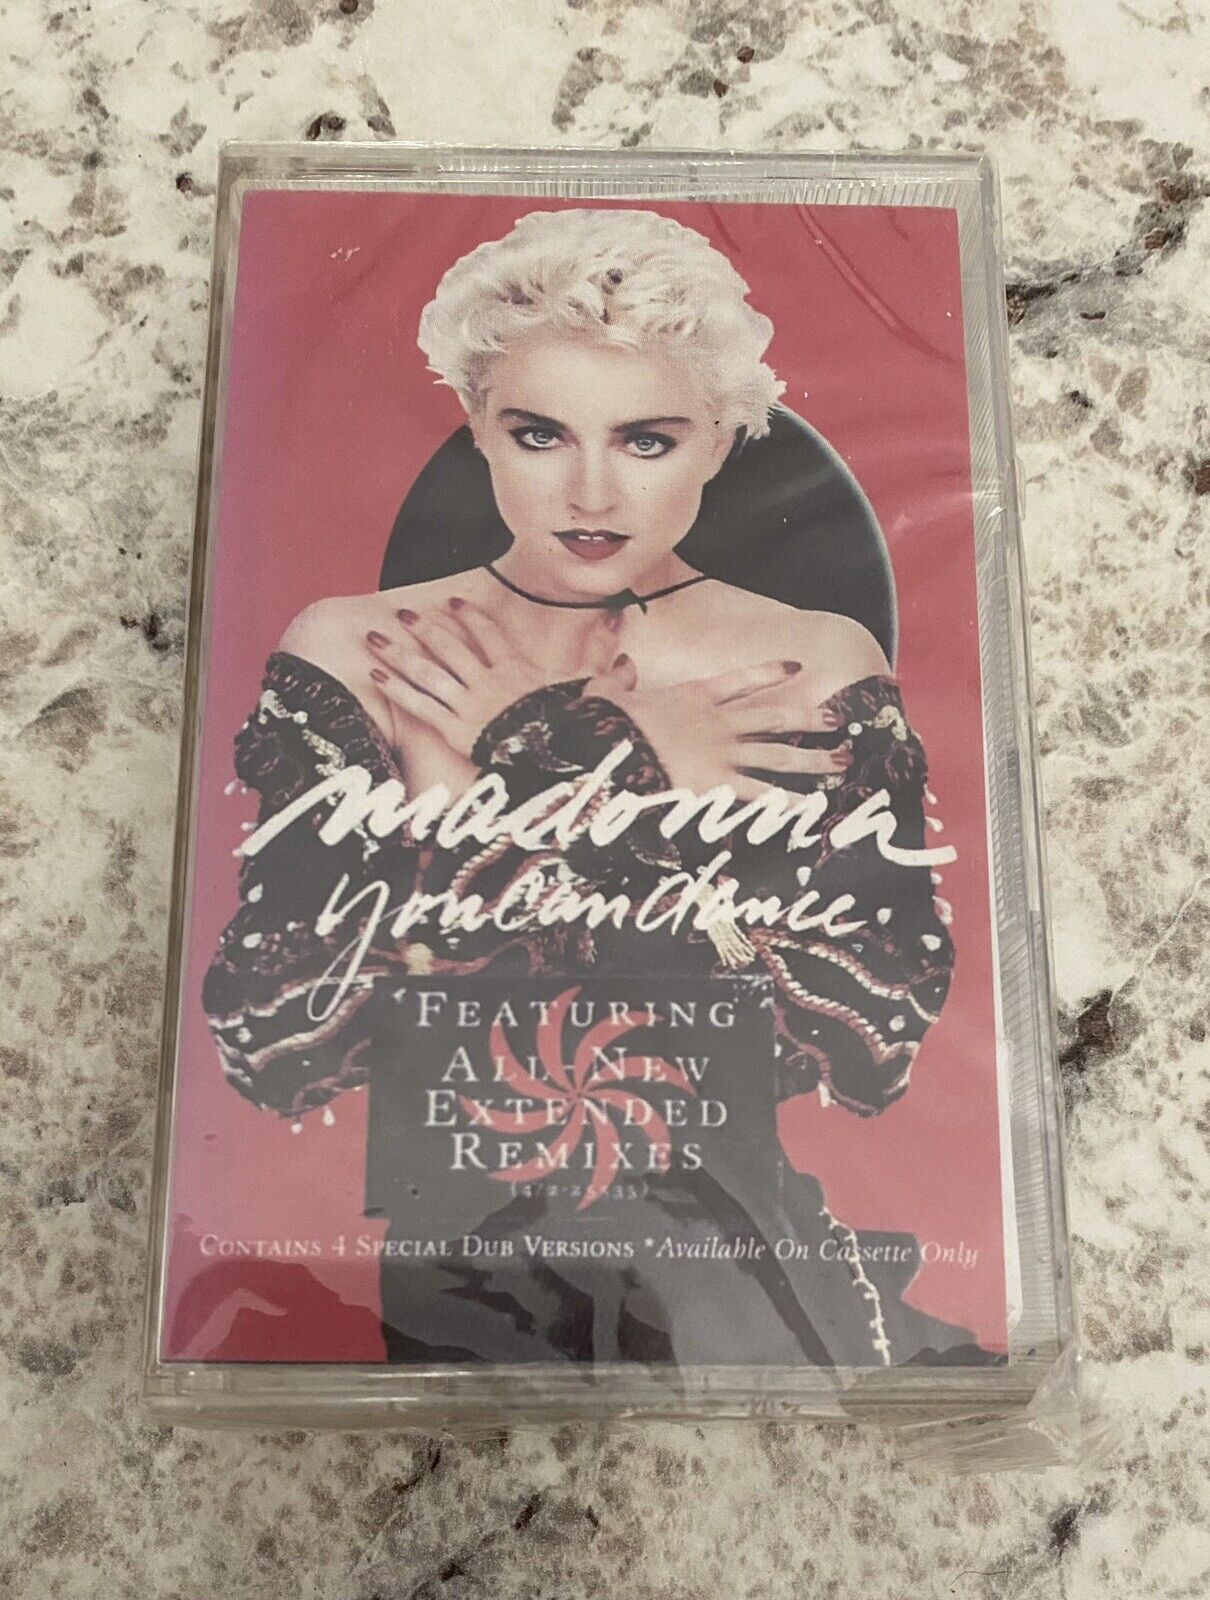 madonna
you can dance.
FEATURING
ALL-NEW
EXTENDED
REMIXES
CONTAINS 4 SPECIAL DUB VERSIONS *Available On Cassette Only